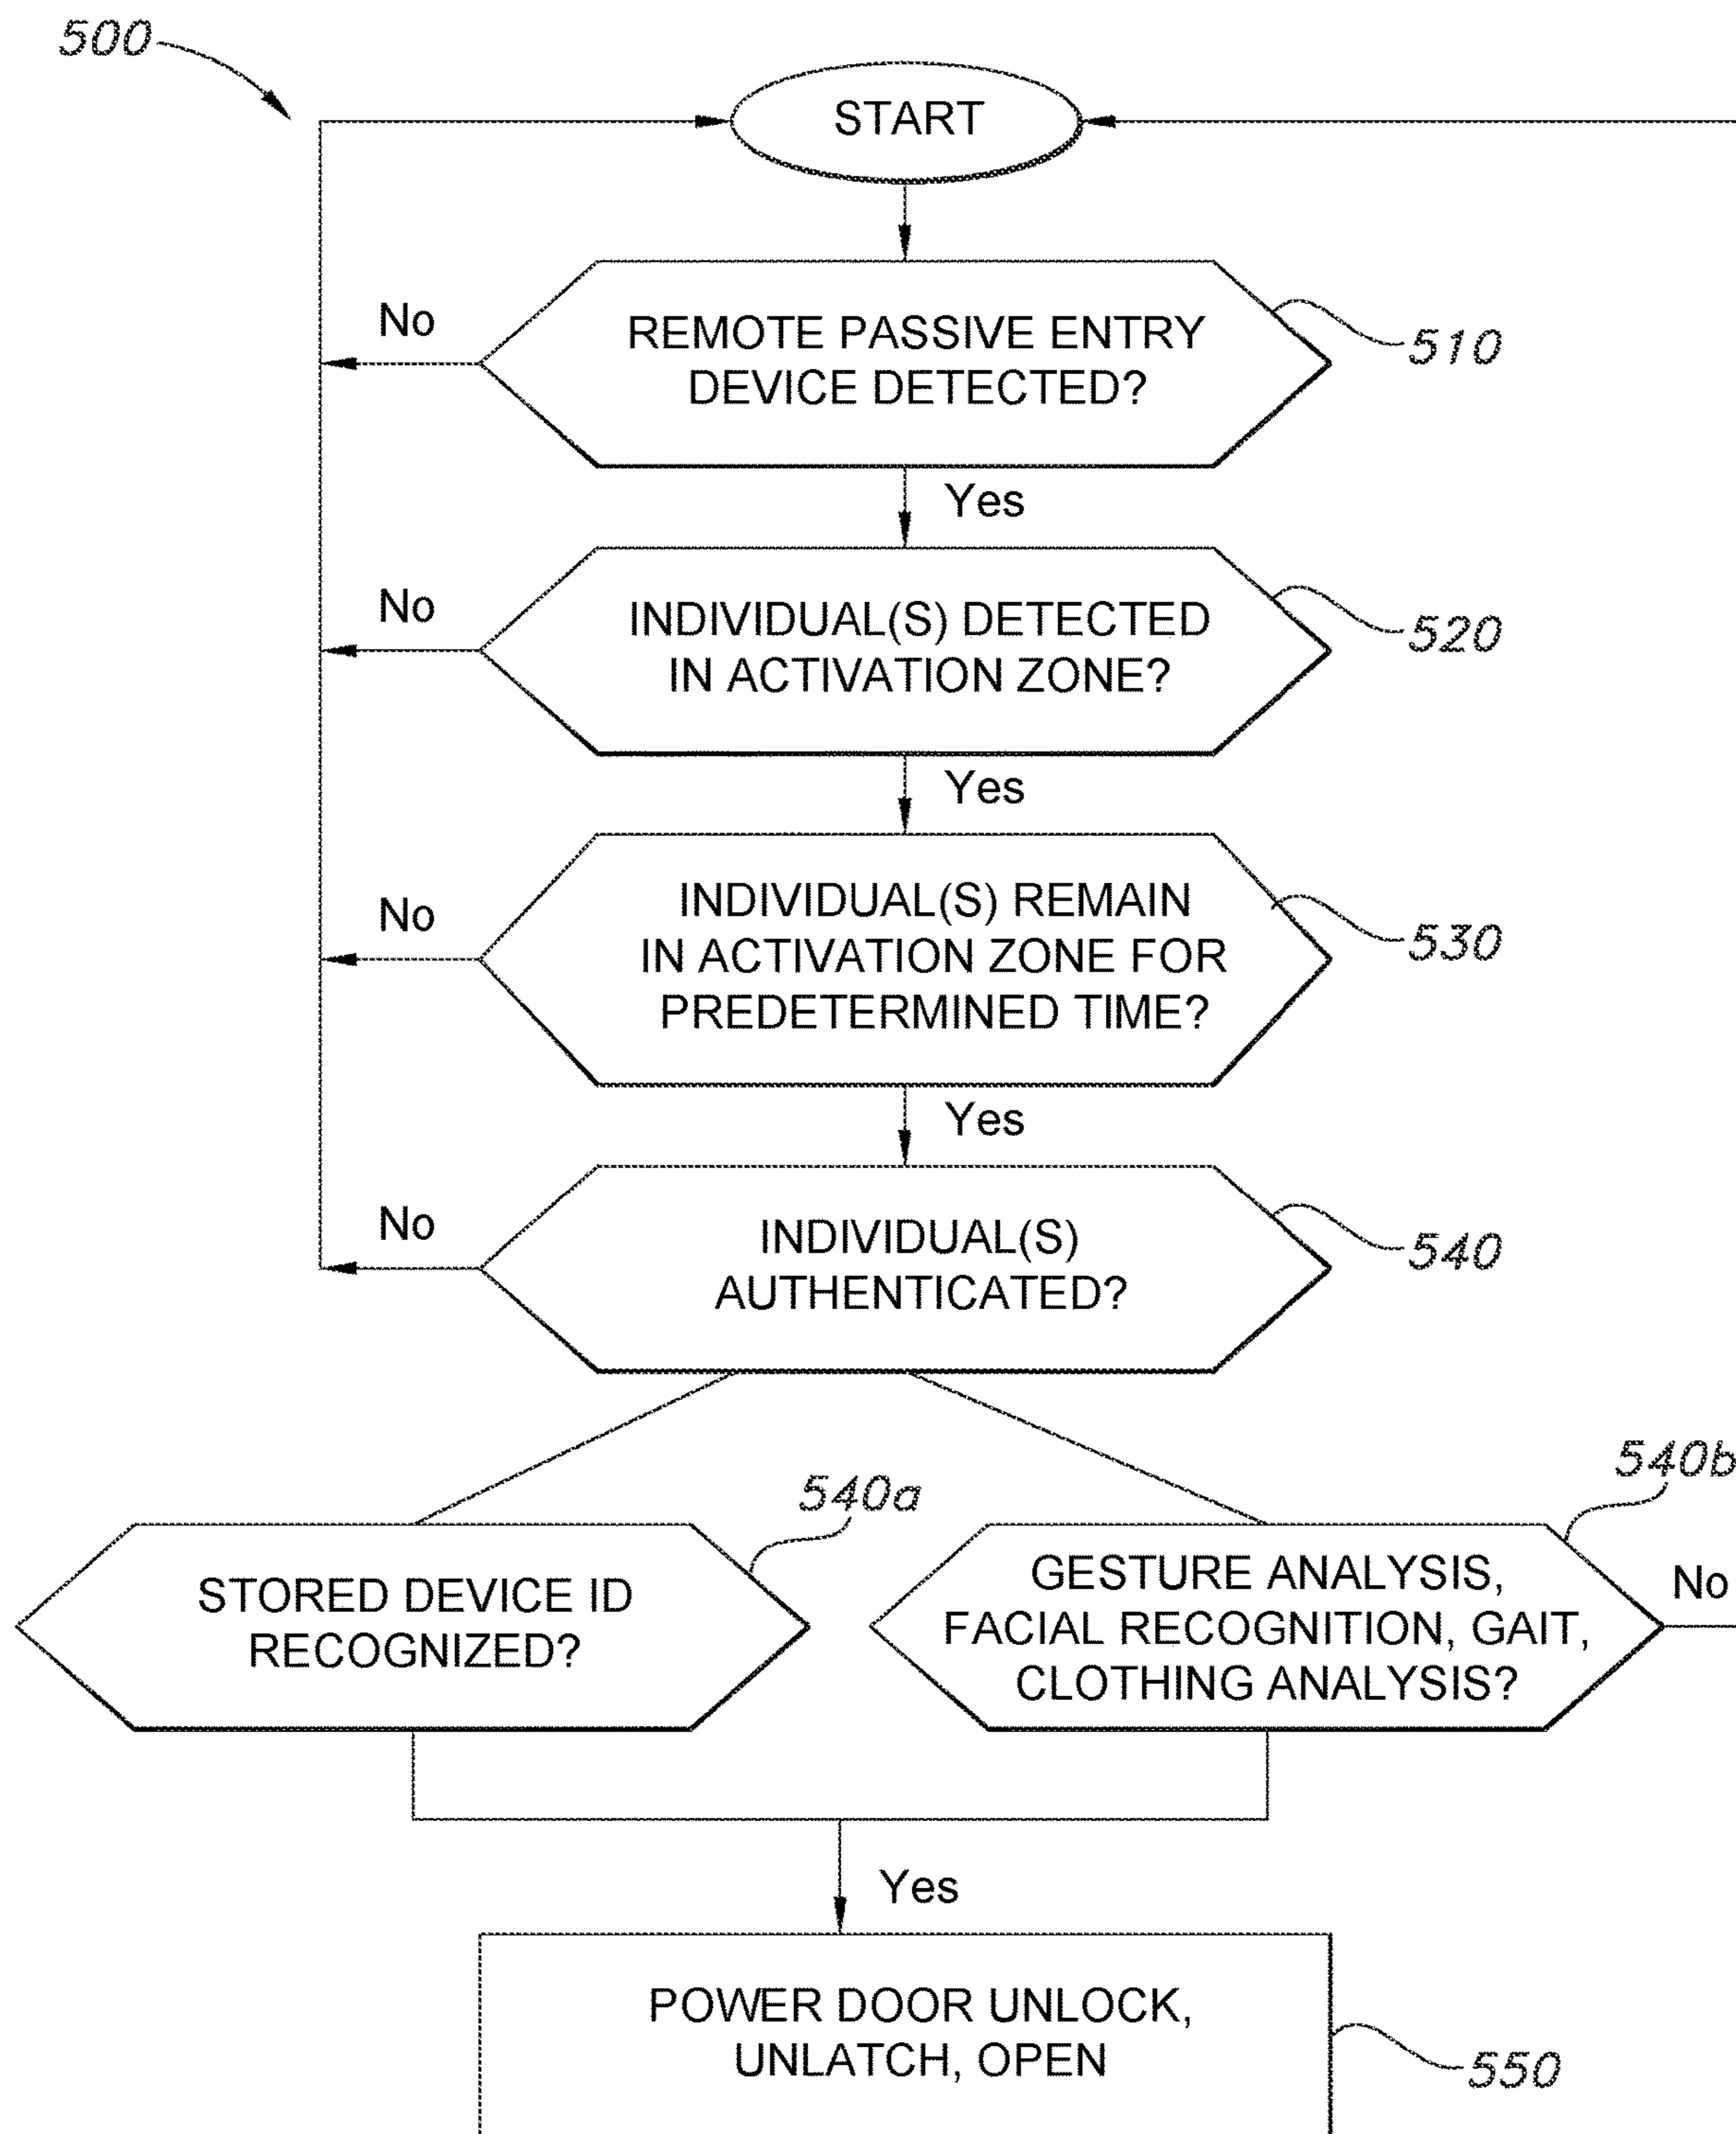 500
START
No
REMOTE PASSIVE ENTRY
DEVICE DETECTED?
510
Yes
No
INDIVIDUAL(S) DETECTED
IN ACTIVATION ZONE?
520
Yes
No
INDIVIDUAL(S) REMAIN
IN ACTIVATION ZONE FOR
PREDETERMINED TIME?
530
Yes
No
INDIVIDUAL(S)
AUTHENTICATED?
540
540a
STORED DEVICE ID
RECOGNIZED?
540b
GESTURE ANALYSIS,
FACIAL RECOGNITION, GAIT,
CLOTHING ANALYSIS?
No
Yes
POWER DOOR UNLOCK,
UNLATCH, OPEN
550